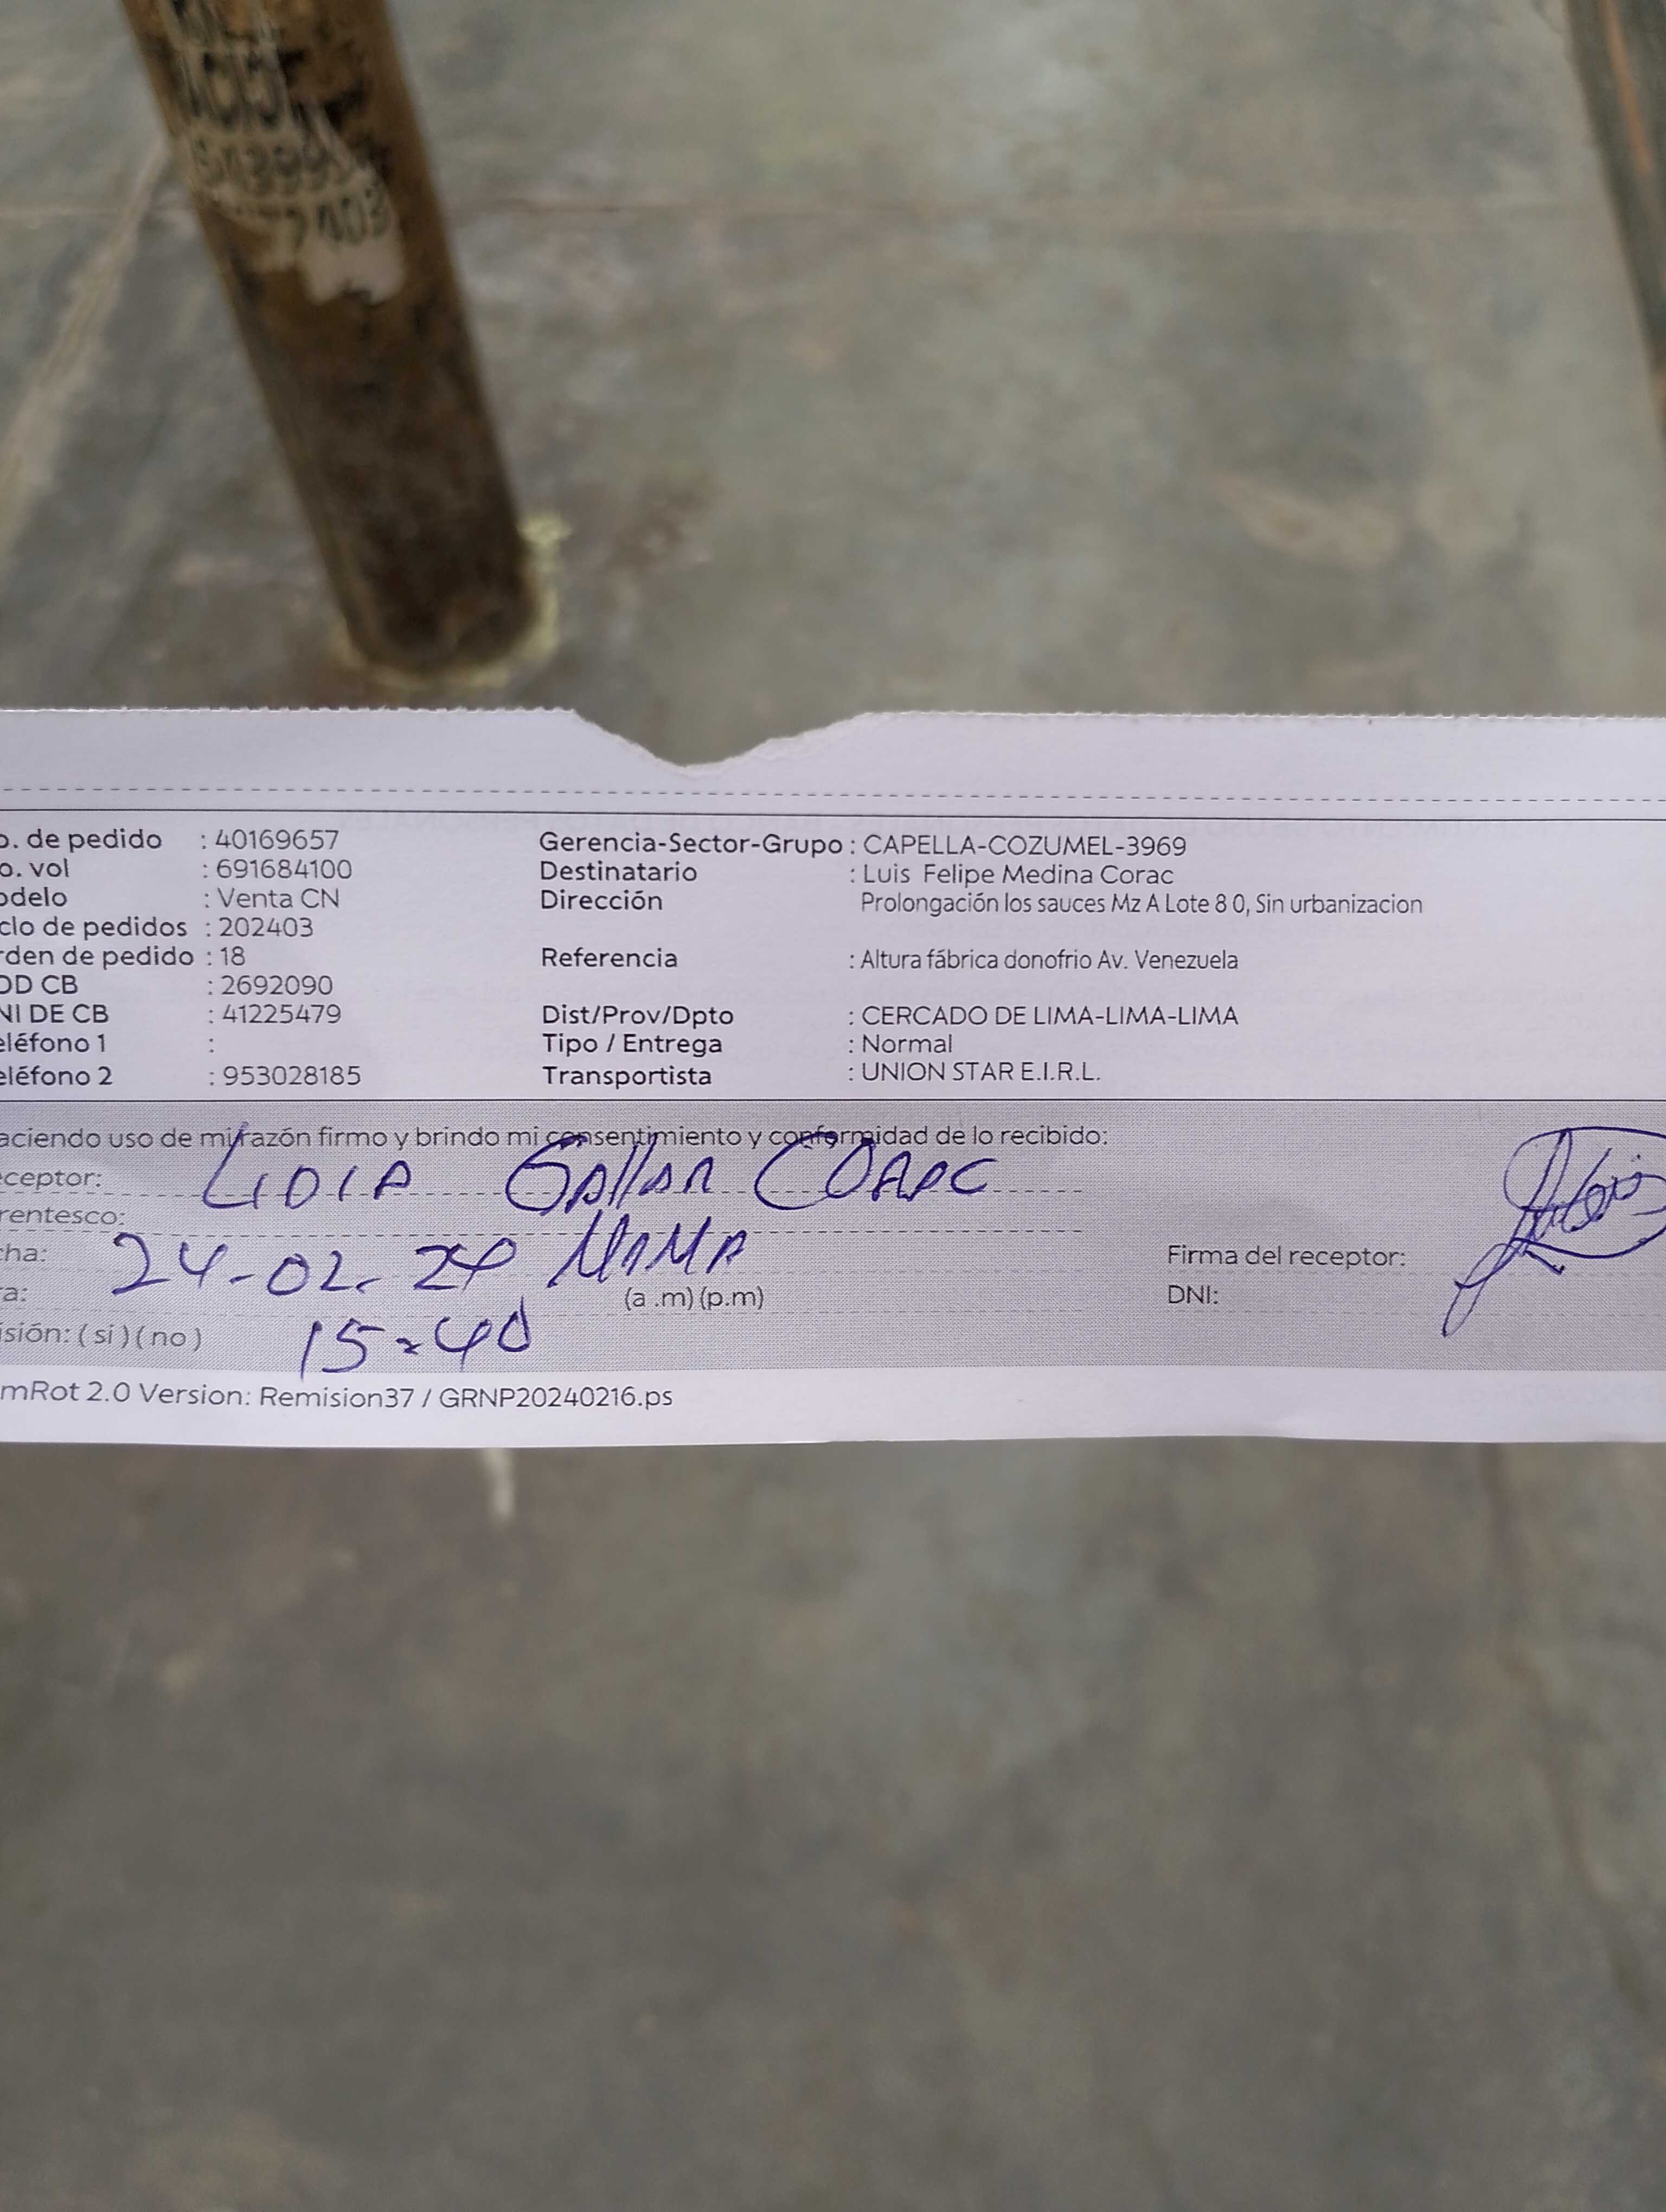 o. de pedido : 40169657 Gerencia-Sector-Grupo : CAPELLA-COZUMEL-3969
o. vol : 691684100 Destinatario : Luis Felipe Medina Corac
odelo : Venta CN Dirección Prolongación los sauces Mz A Lote 8 0, Sin urbanizacion
clo de pedidos : 202403
rden de pedido : 18 Referencia : Altura fábrica donofrio Av. Venezuela
OD CB : 2692090
NI DE CB : 41225479 Dist/Prov/Dpto : CERCADO DE LIMA-LIMA-LIMA
eléfono 1 : Tipo / Entrega : Normal
eléfono 2 : 953028185 Transportista : UNION STAR E.I.R.L.
aciendo uso de mi razón firmo y brindo mi consentimiento y conformidad de lo recibido:
ceptor: LIDIA
rentesco:
cha: 24-02-24 MAMA Firma del receptor:
ra: (a .m) (p.m) DNI:
isión: ( si ) ( no ) 15:40
mRot 2.0 Version: Remision37 / GRNP20240216.ps